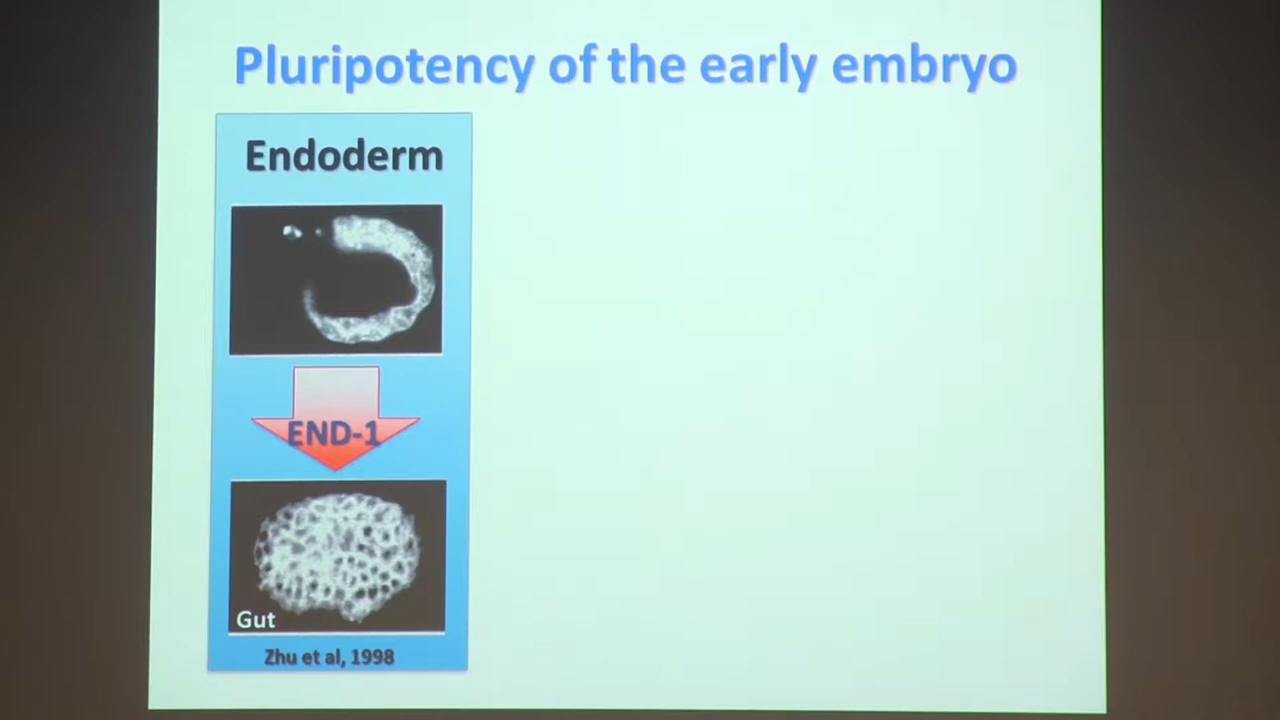 Pluripotency of the early embryo
Endoderm
END-1
Gut
Zhu et al, 1998